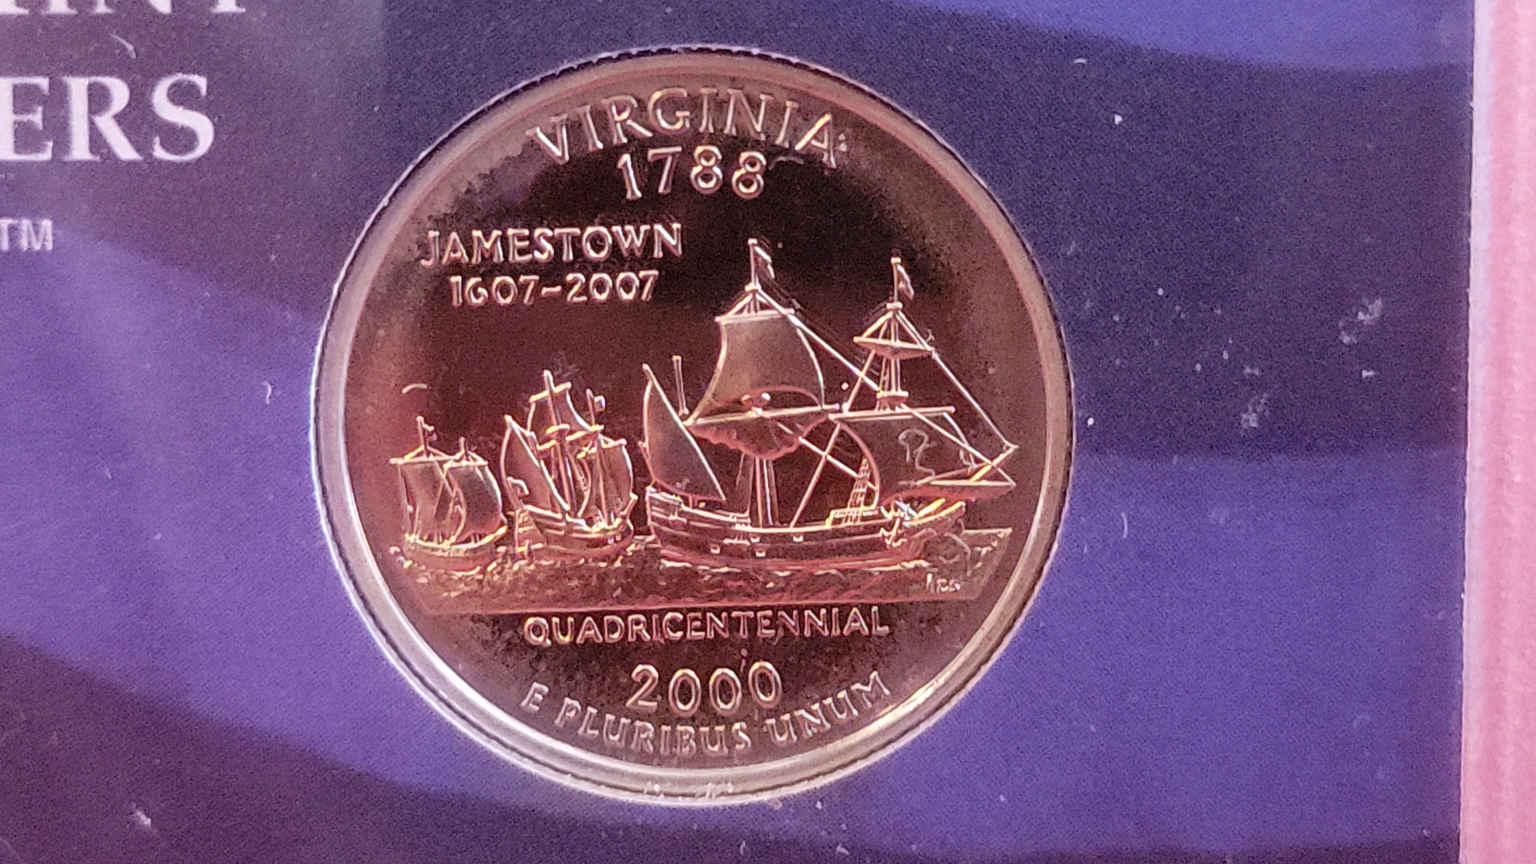 ERS
TM
VIRGINIA
1788
JAMESTOWN
1607-2007
QUADRICENTENNIAL
2000
E PLURIBUS UNUM